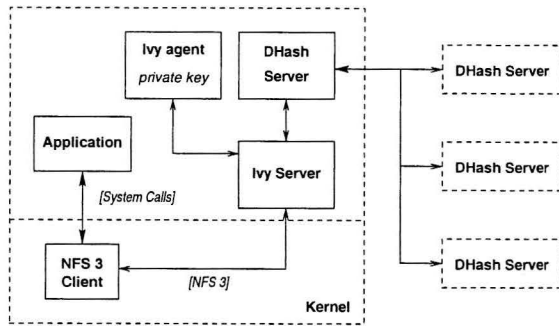 Ivy agent
private key
DHash
Server
DHash Server
Application
Ivy Server
DHash Server
[System Calls]
NFS 3
Client
[NFS 3]
DHash Server
Kernel